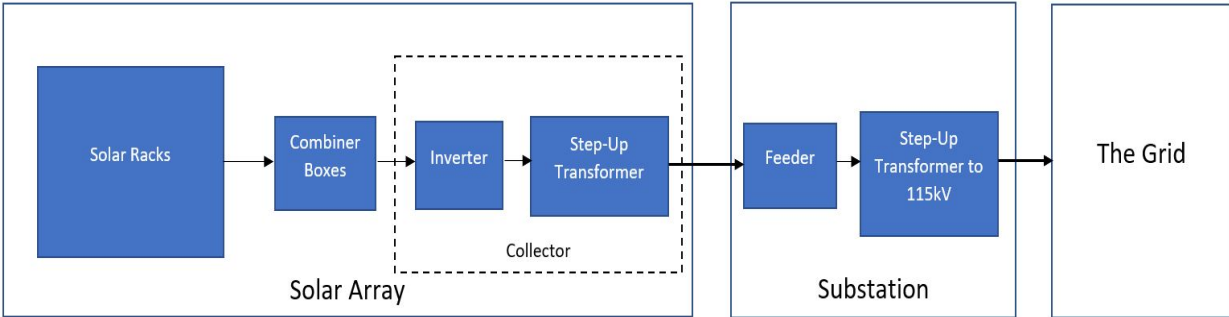 Solar Racks
Combiner
Boxes
Inverter
Step-Up
Transformer
Collector
Solar Array
Feeder
Step-Up
Transformer to
115kV
Substation
The Grid